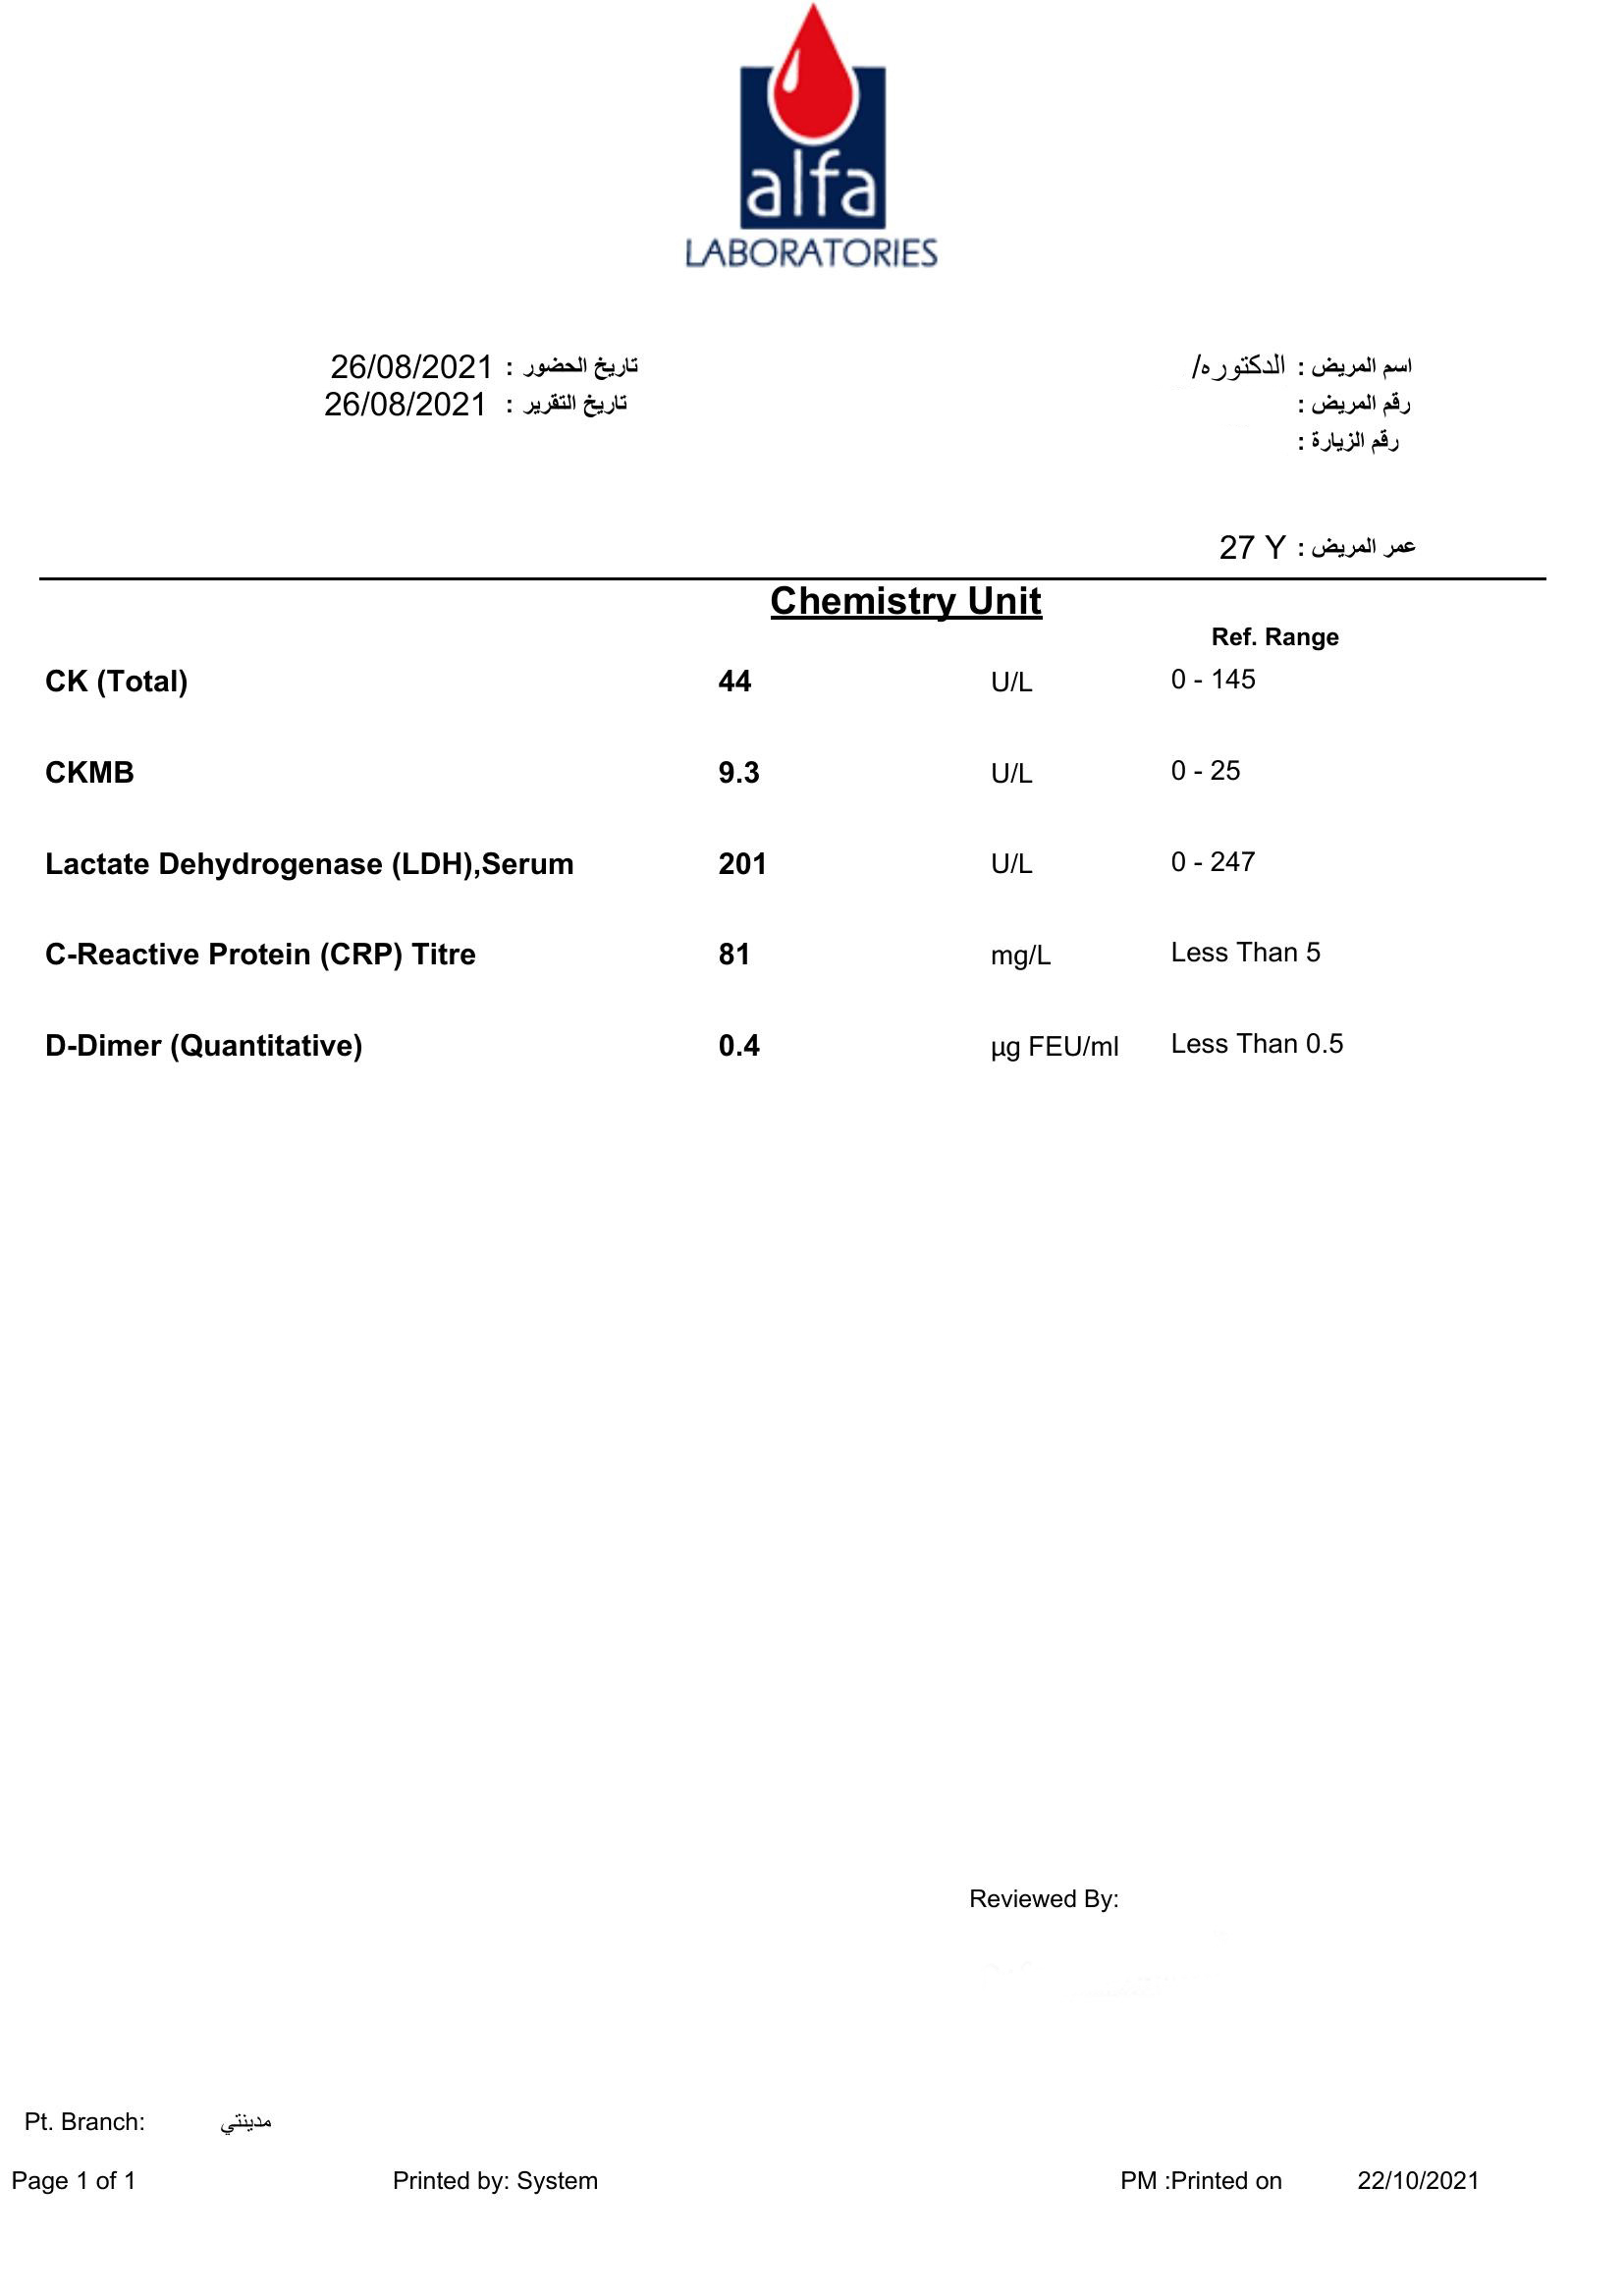 alfa
LABORATORIES
اسم المريض : الدكتوره/
تاريخ الحضور : 26/08/2021
رقم المريض :
تاريخ التقرير : 26/08/2021
رقم الزيارة :
عمر المريض : 27 Y
Chemistry Unit
Ref. Range
CK (Total) 44 U/L 0 - 145
CKMB 9.3 U/L 0 - 25
Lactate Dehydrogenase (LDH),Serum 201 U/L 0 - 247
C-Reactive Protein (CRP) Titre 81 mg/L Less Than 5
D-Dimer (Quantitative) 0.4 µg FEU/ml Less Than 0.5
Reviewed By:
Pt. Branch: مدينتي
Page 1 of 1 Printed by: System PM :Printed on 22/10/2021